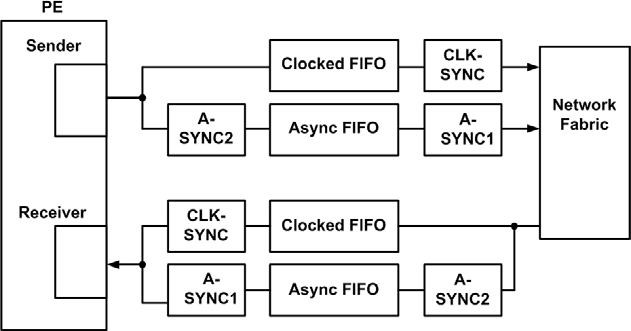 PE
Sender
Clocked FIFO
CLK-
SYNC
A-
SYNC2
Async FIFO
A-
SYNC1
Network
Fabric
Receiver
CLK-
SYNC
Clocked FIFO
A-
SYNC1
Async FIFO
A-
SYNC2